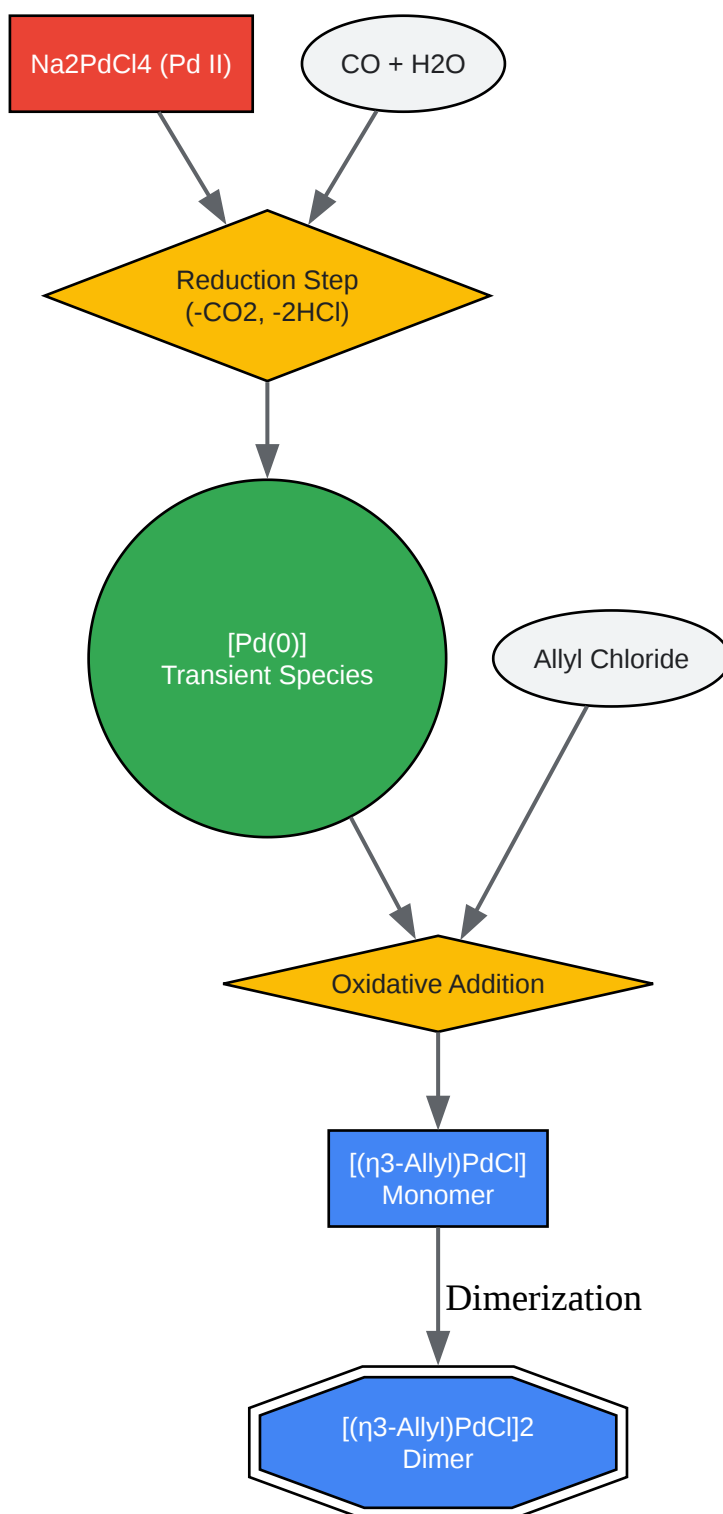 Na2PdCl4 (Pd II)
CO + H2O
Reduction Step
(-CO2, -2HCl)
[Pd(0)]
Transient Species
Allyl Chloride
Oxidative Addition
[(η3-Allyl)PdCl]
Monomer
Dimerization
[(η3-Allyl)PdCl]2
Dimer